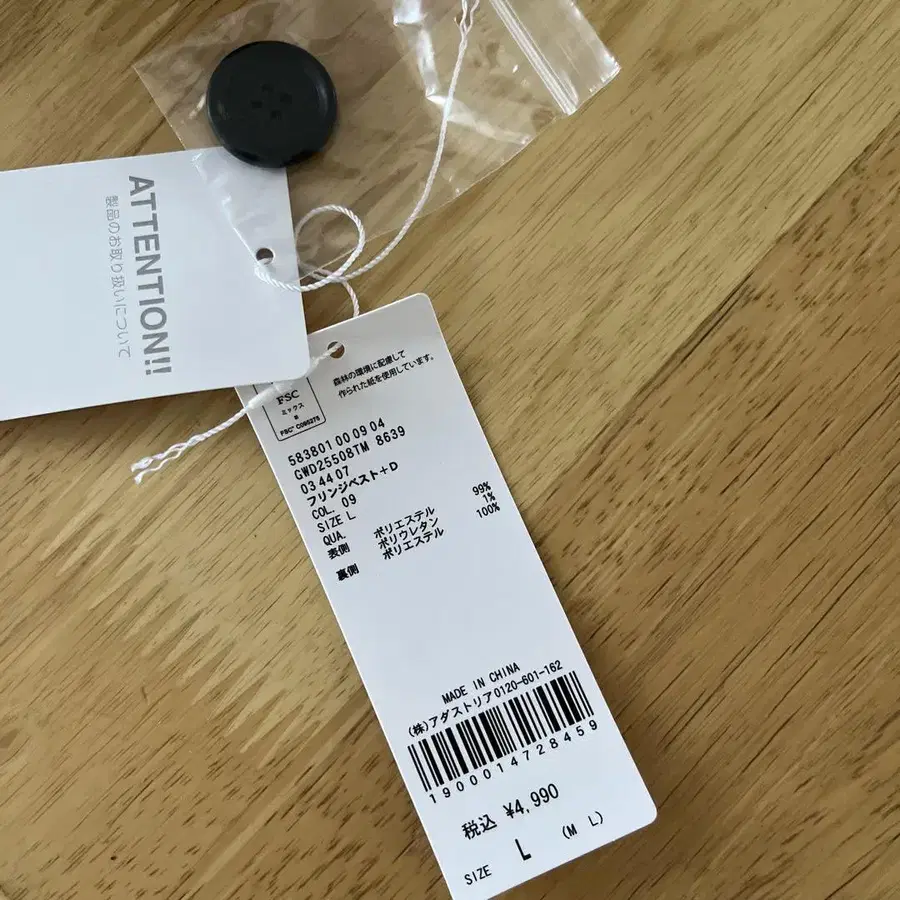 ATTENTION!!
製品のお取り扱いについて
FSC
ミックス
紙
FSC® C095275
森林の環境に配慮して
作られた紙を使用しています。
583801 00 09 04
GWD25508TM 8639
03 44 07
フリンジベスト+D
COL. 09
SIZE L
QUA.
表側 ポリエステル 99%
ポリウレタン 1%
裏側 ポリエステル 100%
MADE IN CHINA
(株)アダストリア0120-601-162
1900014728459
税込 ¥4,990
SIZE L (M L)